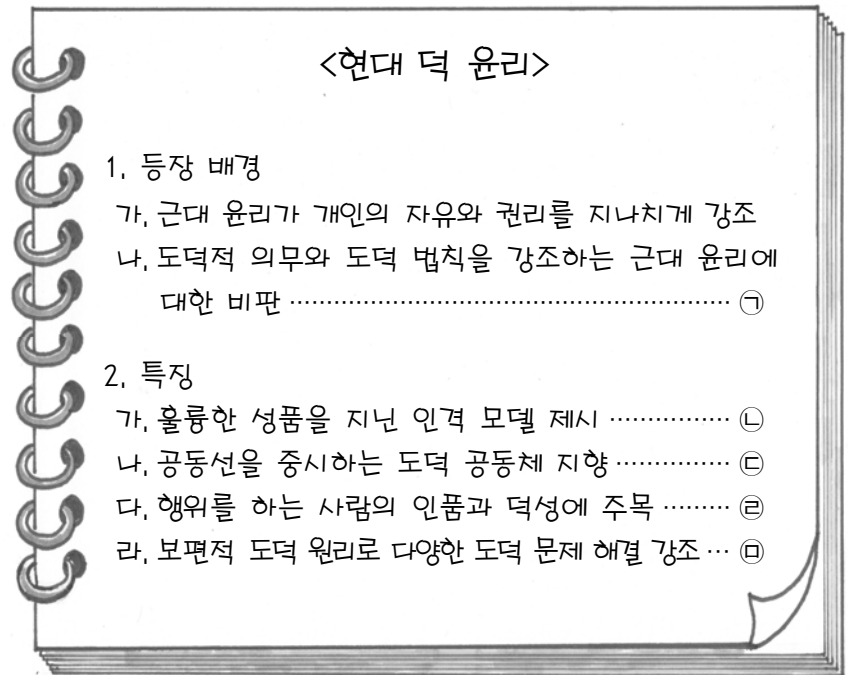 <현대 덕 윤리>
1. 등장 배경
가. 근대 윤리가 개인의 자유와 권리를 지나치게 강조
나. 도덕적 의무와 도덕 법칙을 강조하는 근대 윤리에
대한 비판 ······························ ㉠
2. 특징
가. 훌륭한 성품을 지닌 인격 모델 제시 ··············· ㉡
나. 공동선을 중시하는 도덕 공동체 지향 ··············· ㉢
다. 행위를 하는 사람의 인품과 덕성에 주목 ········· ㉣
라. 보편적 도덕 원리로 다양한 도덕 문제 해결 강조 ··· ㉤